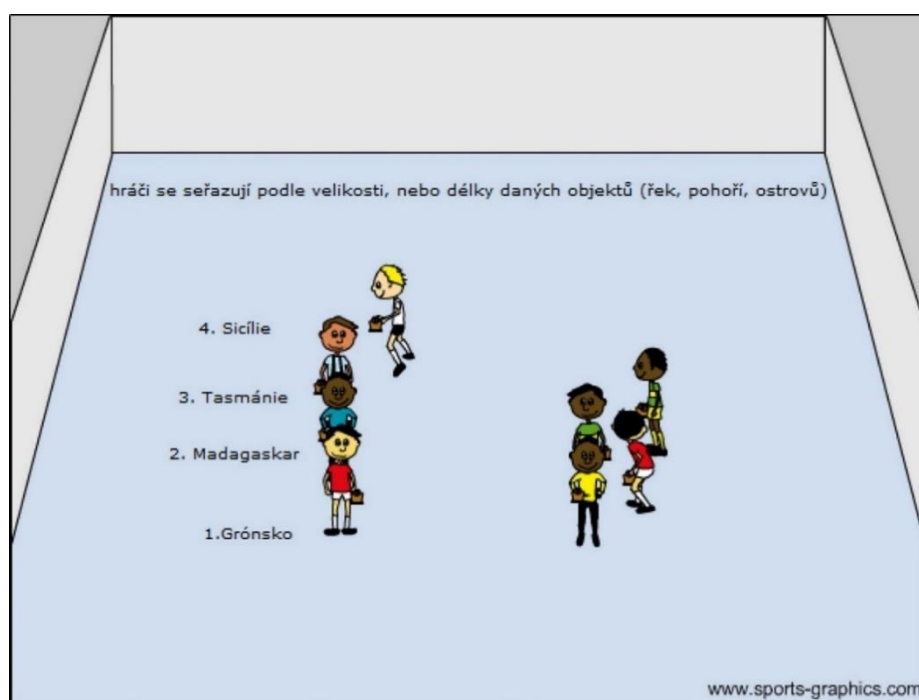 hráči se seřazují podle velikosti, nebo délky daných objektů (řek, pohoří, ostrovů)
4. Sicílie
3. Tasmánie
2. Madagaskar
1.Grónsko
www.sports-graphics.com